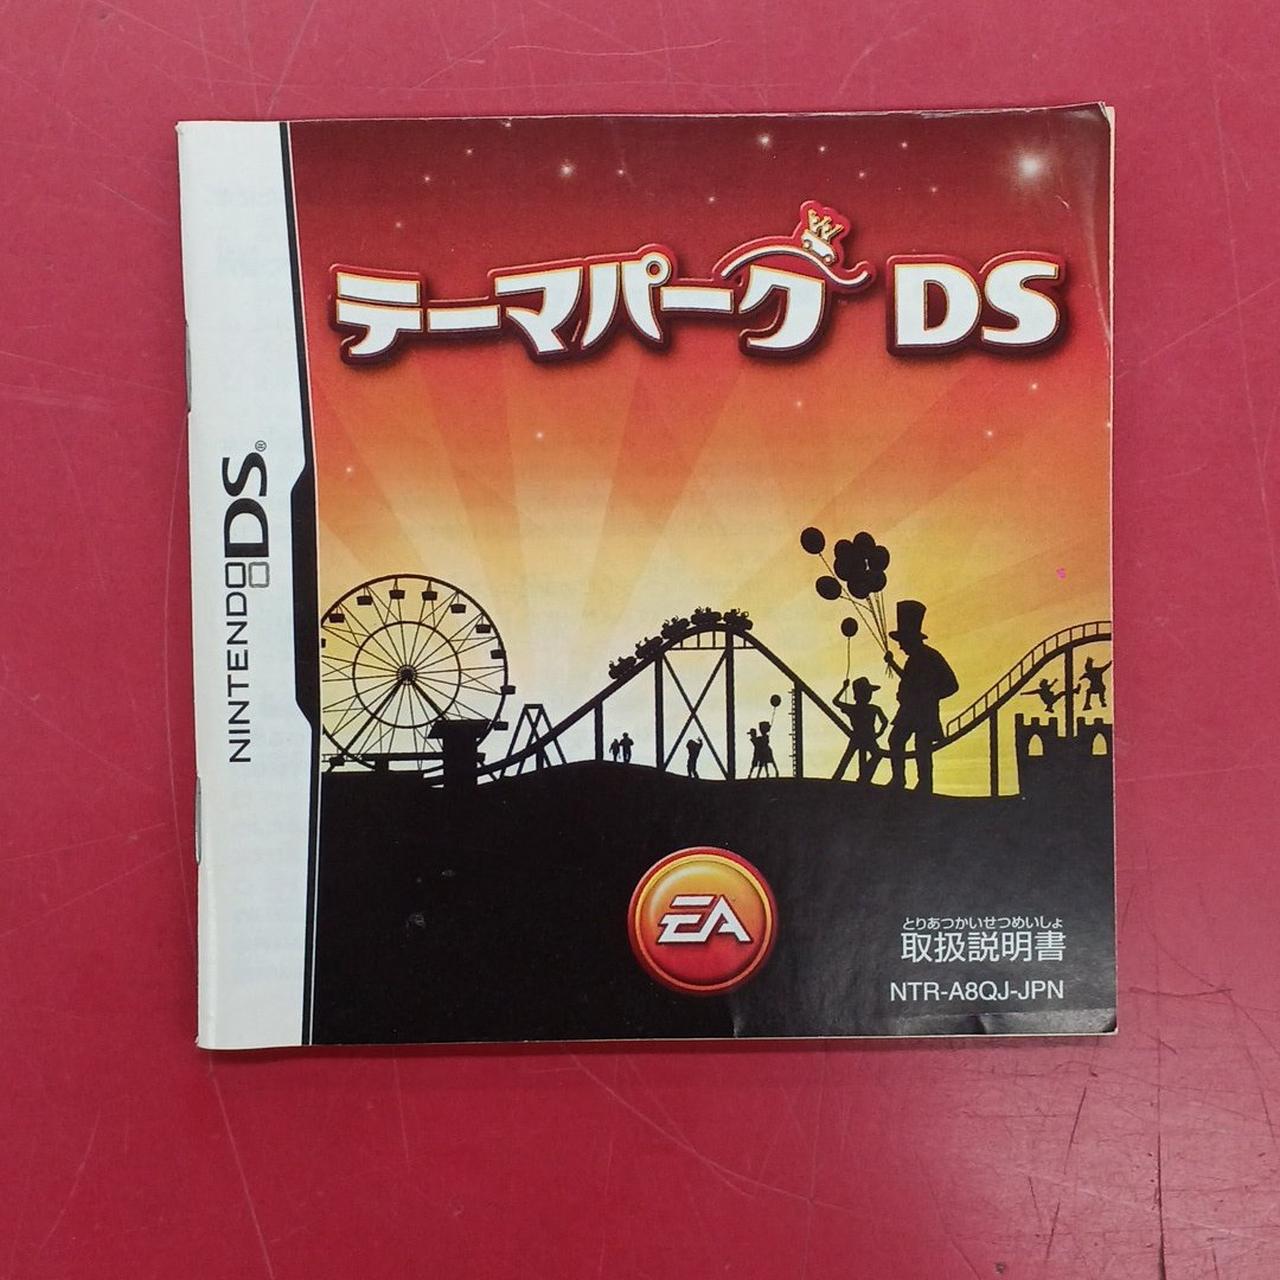 テーマパーク DS
NINTENDO DS®
EA
とりあつかいせつめいしょ
取扱説明書
NTR-A8QJ-JPN